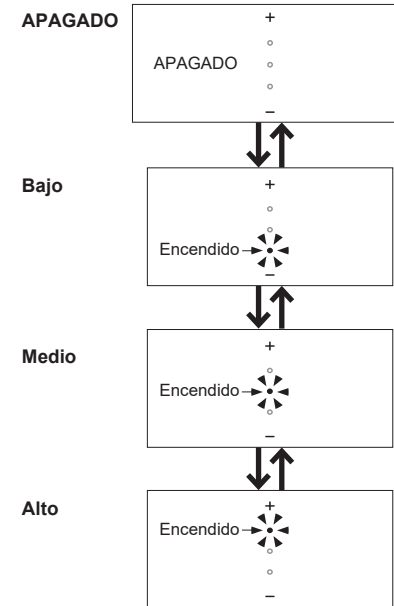 APAGADO
+
APAGADO
–
Bajo
+
Encendido
–
Medio
+
Encendido
–
Alto
+
Encendido
–